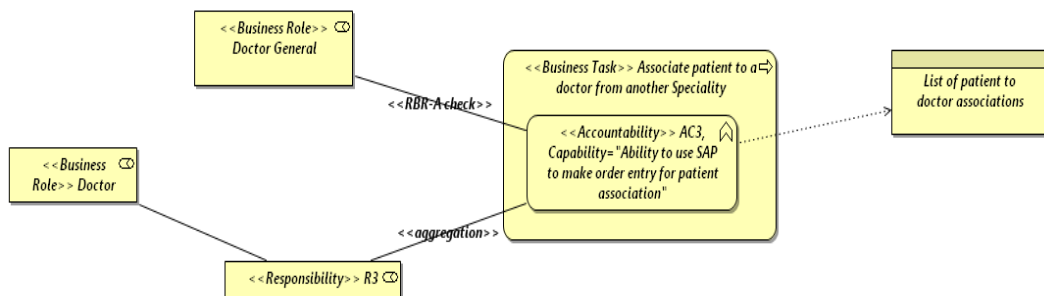 <<Business Role>>
Doctor General
<<Business Task>> Associate patient to a
doctor from another Speciality
List of patient to
doctor associations
<<RBR-A check>>
<<Accountability>> AC3,
Capability="Ability to use SAP
to make order entry for patient
association"
<<Business
Role>> Doctor
<<aggregation>>
<<Responsibility>> R3